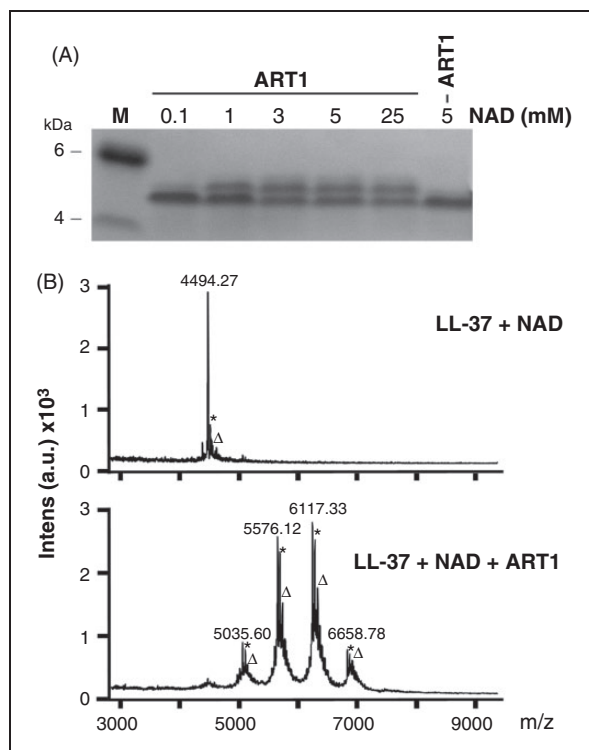 (A)
ART1
– ART1
kDa
M 0.1 1 3 5 25 5 NAD (mM)
6 –
4 –
(B)
3
2
1
0
4494.27
*
Δ
LL-37 + NAD
Intens (a.u.) x10³
3
2
1
0
5035.60
*
Δ
5576.12
*
Δ
6117.33
*
Δ
6658.78
*
Δ
LL-37 + NAD + ART1
3000 5000 7000 9000 m/z